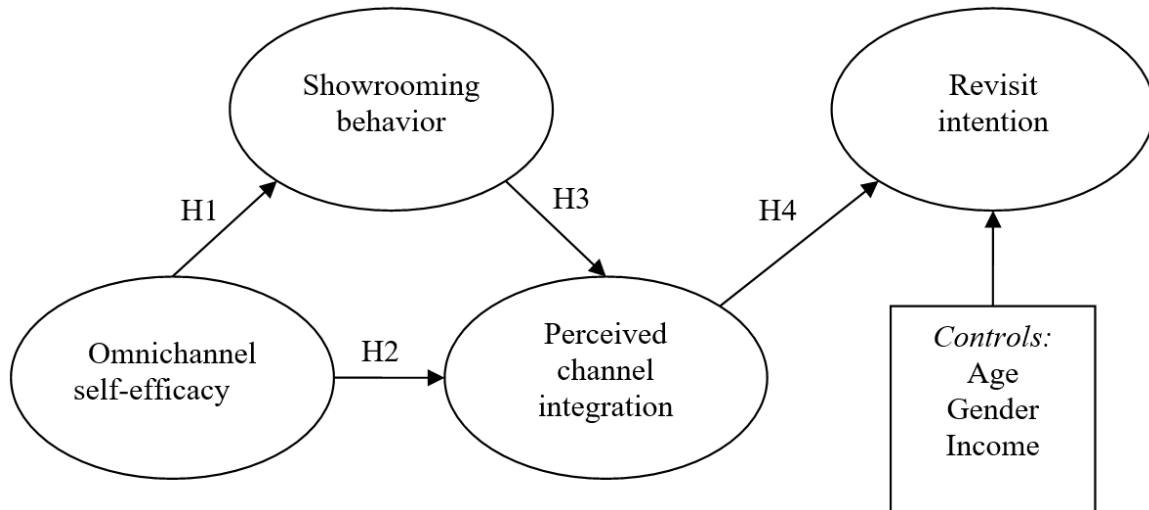 Showrooming
behavior
Revisit
intention
H1
H3
H4
Omnichannel
self-efficacy
H2
Perceived
channel
integration
Controls:
Age
Gender
Income